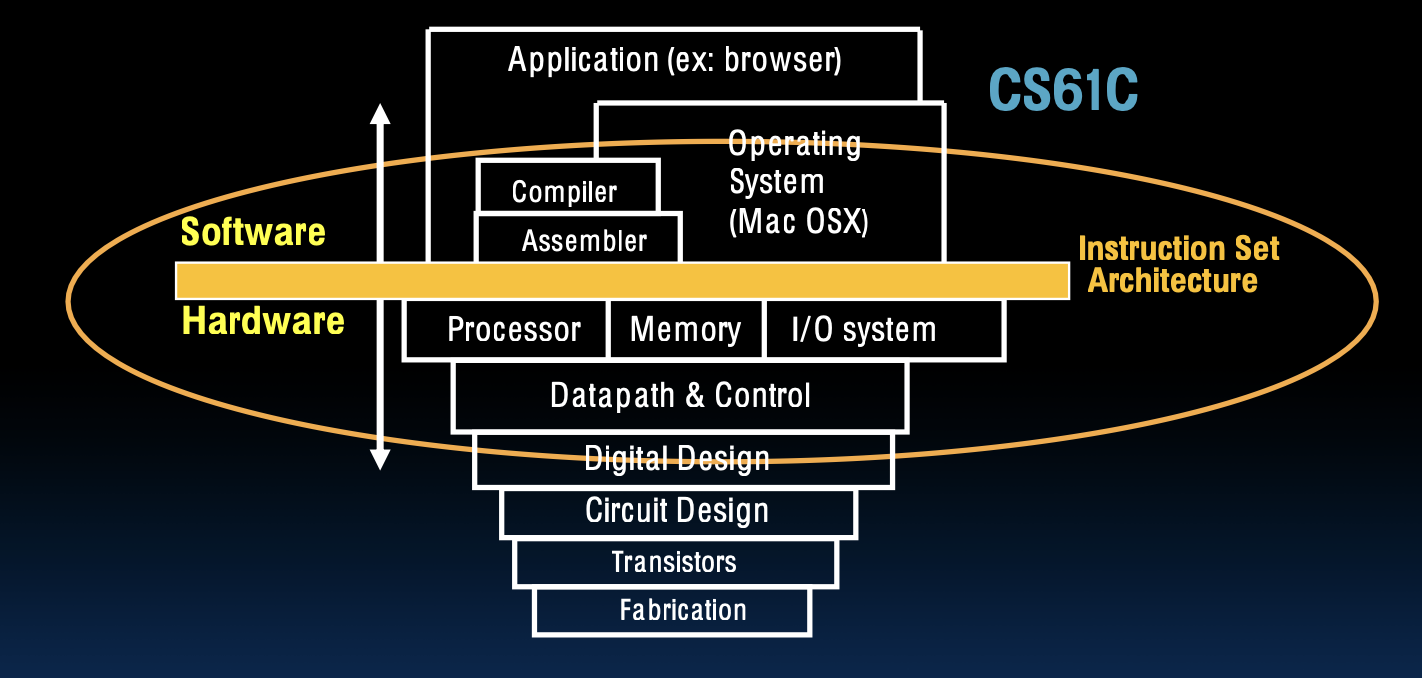 Application (ex: browser)
CS61C
Operating
System
(Mac OSX)
Compiler
Assembler
Software
Instruction Set
Architecture
Hardware
Processor
Memory
I/O system
Datapath & Control
Digital Design
Circuit Design
Transistors
Fabrication